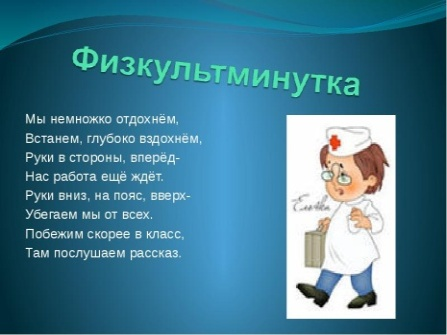 Физкультминутка
Мы немножко отдохнём,
Встанем, глубоко вздохнём,
Руки в стороны, вперёд-
Нас работа ещё ждёт.
Руки вниз, на пояс, вверх-
Убегаем мы от всех.
Побежим скорее в класс,
Там послушаем рассказ.
Ёлычка